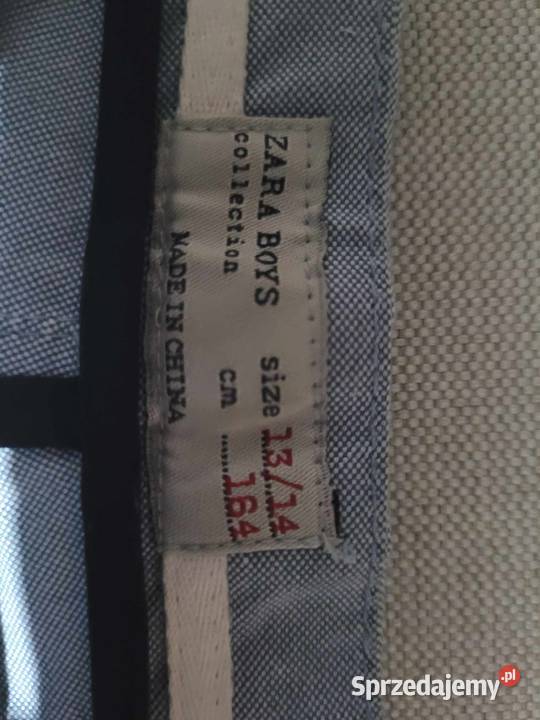 ZARA BOYS size 13/14
collection cm 164
MADE IN CHINA
Sprzedajemy.pl